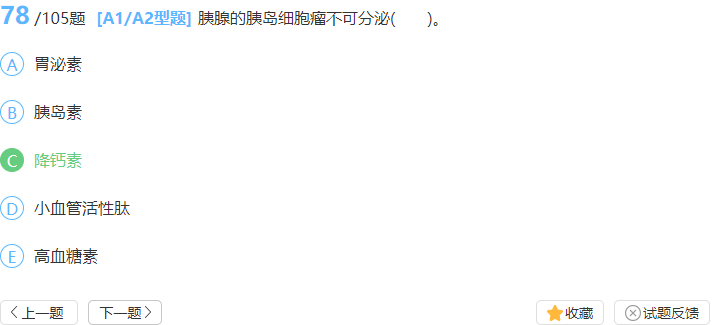 78 /105题 [A1/A2型题] 胰腺的胰岛细胞瘤不可分泌(　　)。
A 胃泌素
B 胰岛素
C 降钙素
D 小血管活性肽
E 高血糖素
上一题 下一题 收藏 试题反馈